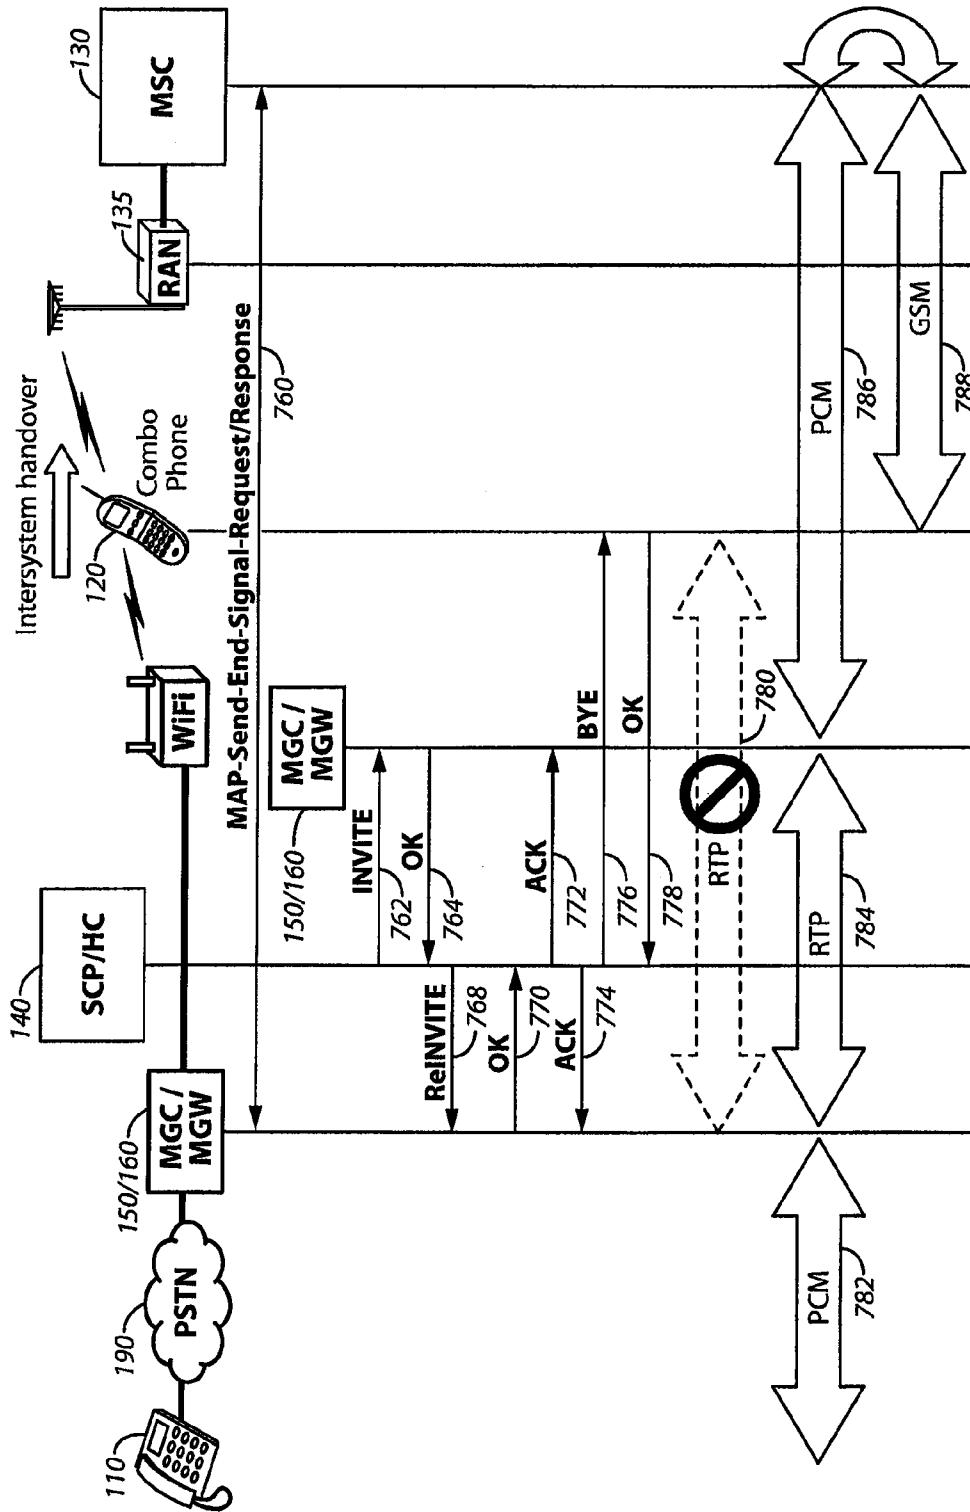 Intersystem handover
110
190
PSTN
150/160
MGC/
MGW
140
SCP/HC
WiFi
120
Combo
Phone
135
RAN
130
MSC
MAP-Send-End-Signal-Request/Response
760
150/160
MGC/
MGW
INVITE
762
OK
764
ReINVITE
768
OK
770
ACK
772
ACK
774
BYE
776
OK
778
RTP
780
PCM
782
RTP
784
PCM
786
GSM
788